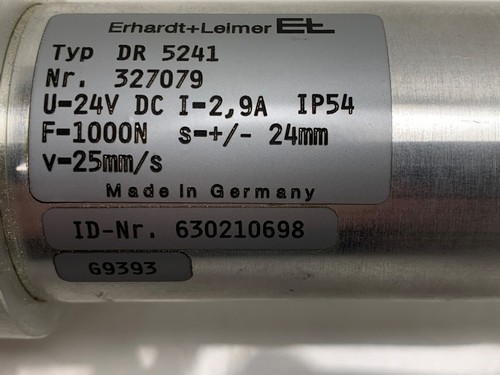 Erhardt+Leimer EL
Typ DR 5241
Nr. 327079
U=24V DC I=2,9A IP54
F=1000N s=+/- 24mm
v=25mm/s
Made in Germany
ID-Nr. 630210698
G9393